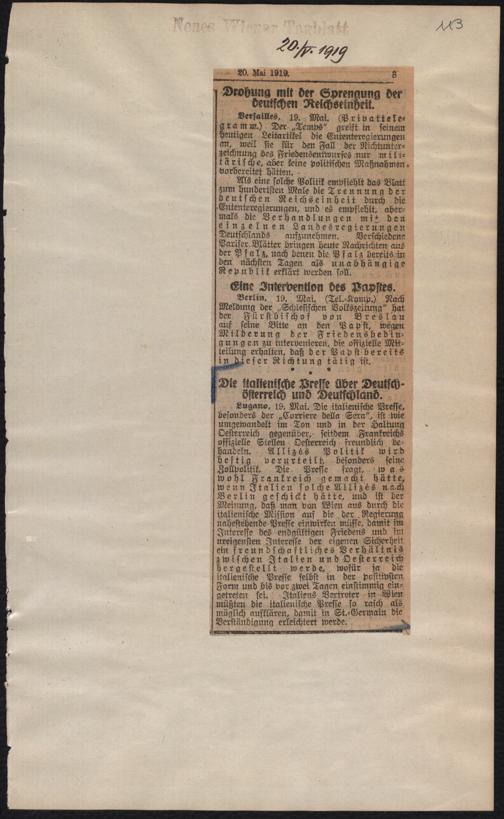 Neues Wiener Tagblatt
113
20./V. 1919
20. Mai 1919.
8
Drohung mit der Sprengung der
deutschen Reichseinheit.
Versailles, 19. Mai. (Privattele-
gramm.) Der „Temps“ greift in seinem
heutigen Leitartikel die Ententeregierungen
an, weil sie für den Fall der Nichtunter-
zeichnung des Friedensentwurfes nur mili-
tärische, aber keine politischen Maßnahmen
vorbereitet hätten.
Als eine solche Politik empfiehlt das Blatt
zum hundertsten Male die Trennung der
deutschen Reichseinheit durch die
Ententeregierungen, und es empfiehlt, aber-
mals die Verhandlungen mit den
einzelnen Landesregierungen
Deutschlands aufzunehmen. Verschiedene
Pariser Blätter bringen heute Nachrichten aus
der Pfalz, nach denen die Pfalz bereits in
den nächsten Tagen als unabhängige
Republik erklärt werden soll.
Eine Intervention des Papstes.
Berlin, 19. Mai. (Tel.-Komp.) Nach
Meldung der „Schlesischen Volkszeitung“ hat
der Fürstbischof von Breslau
auf seine Bitte an den Papst, wegen
Milderung der Friedensbedin-
gungen zu intervenieren, die offizielle Mit-
teilung erhalten, daß der Papst bereits
in dieser Richtung tätig ist.
* * *
Die italienische Presse über Deutsch-
österreich und Deutschland.
Lugano, 19. Mai. Die italienische Presse,
besonders der „Corriere della Sera“, ist wie
umgewandelt im Ton und in der Haltung
Oesterreich gegenüber, seitdem Frankreichs
offizielle Stellen Oesterreich freundlich be-
handeln. Allizés Politik wird
heftig verurteilt, besonders seine
Zollpolitik. Die Presse fragt, was
wohl Frankreich gemacht hätte,
wenn Italien solche Allizés nach
Berlin geschickt hätte, und ist der
Meinung, daß man von Wien aus durch die
italienische Mission auf die der Regierung
nahestehende Presse einwirken müsse, damit im
Interesse des endgültigen Friedens und im
ureigensten Interesse der eigenen Sicherheit
ein freundschaftliches Verhältnis
zwischen Italien und Oesterreich
hergestellt werde, wofür ja die
italienische Presse selbst in der positivsten
Form und bis vor zwei Tagen einstimmig ein-
getreten sei. Italiens Vertreter in Wien
müßten die italienische Presse so rasch als
möglich aufklären, damit in St.-Germain die
Verständigung erleichtert werde.